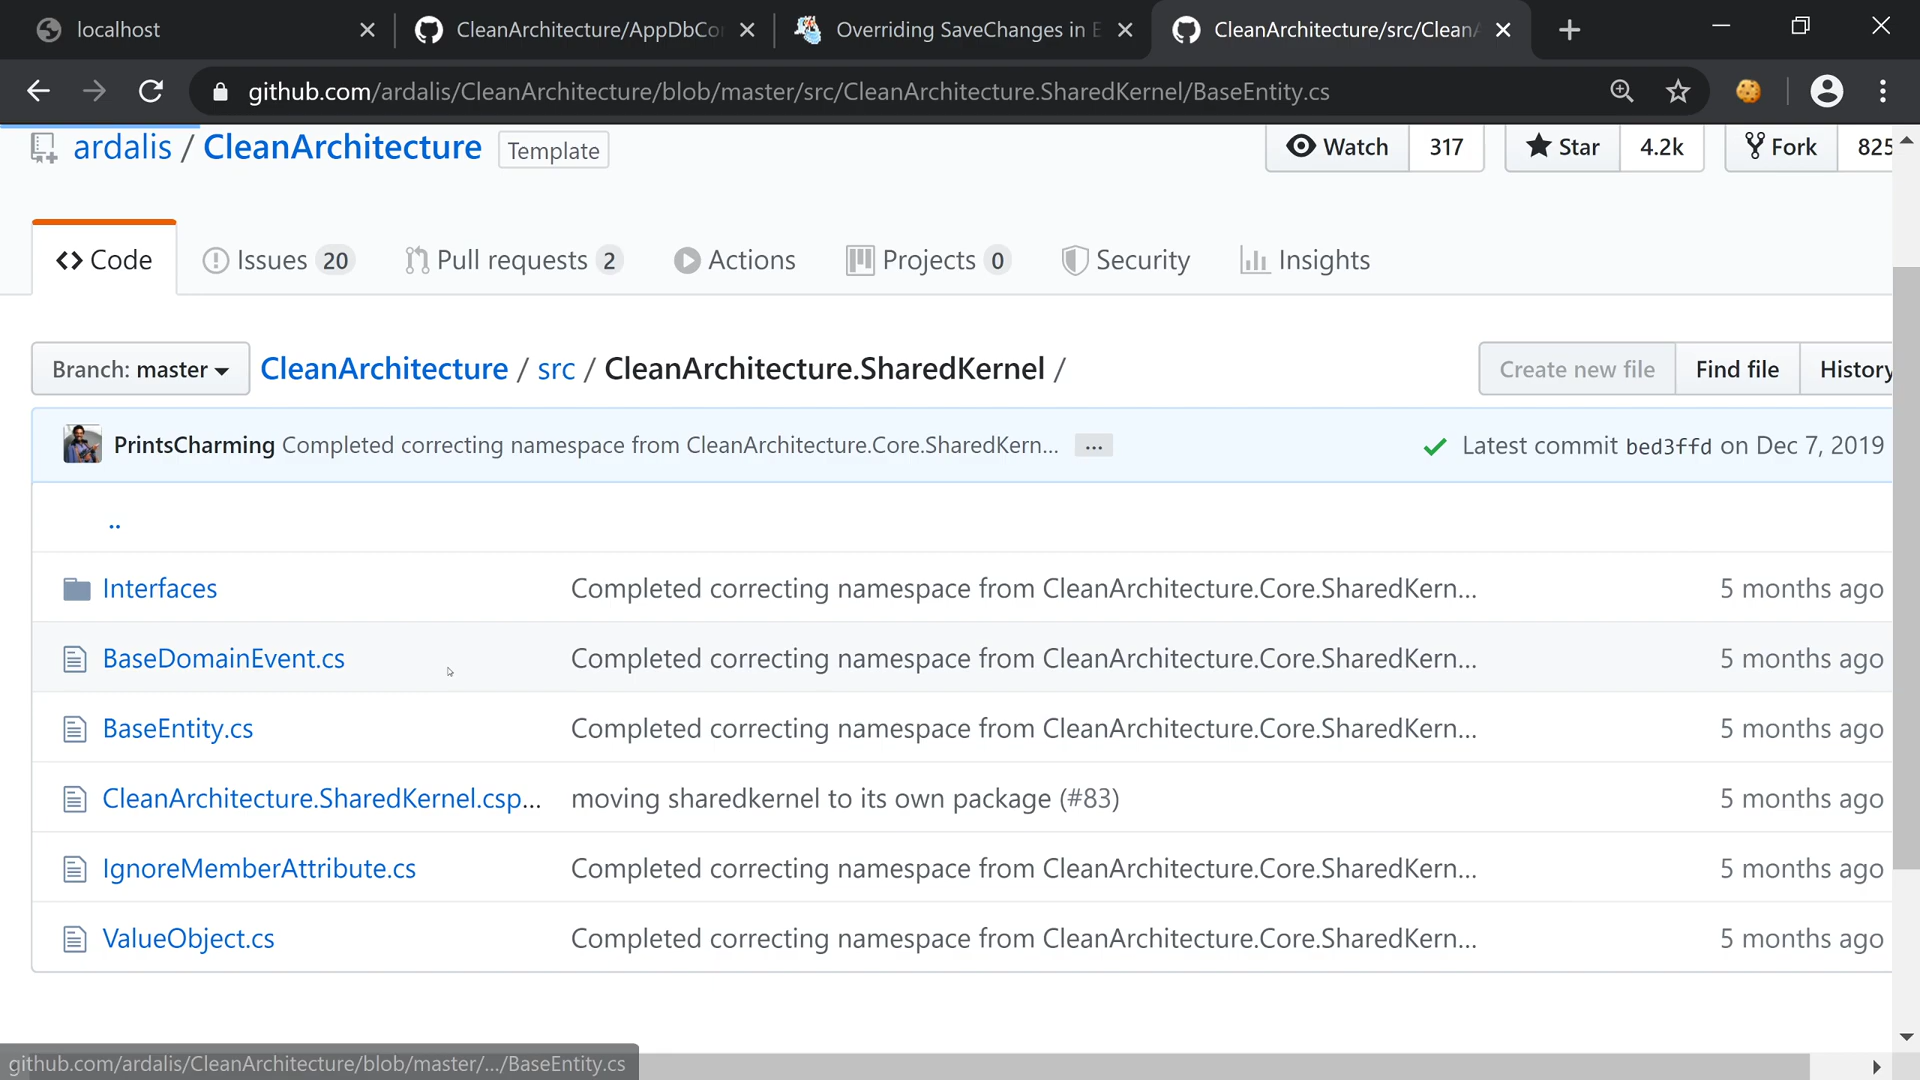 localhost
CleanArchitecture/AppDbCo
Overriding SaveChanges in E
CleanArchitecture/src/CleanA
github.com/ardalis/CleanArchitecture/blob/master/src/CleanArchitecture.SharedKernel/BaseEntity.cs
ardalis / CleanArchitecture Template
Watch 317 Star 4.2k Fork 825
Code Issues 20 Pull requests 2 Actions Projects 0 Security Insights
Branch: master CleanArchitecture / src / CleanArchitecture.SharedKernel / Create new file Find file History
PrintsCharming Completed correcting namespace from CleanArchitecture.Core.SharedKern... ... Latest commit bed3ffd on Dec 7, 2019
..
Interfaces Completed correcting namespace from CleanArchitecture.Core.SharedKern... 5 months ago
BaseDomainEvent.cs Completed correcting namespace from CleanArchitecture.Core.SharedKern... 5 months ago
BaseEntity.cs Completed correcting namespace from CleanArchitecture.Core.SharedKern... 5 months ago
CleanArchitecture.SharedKernel.csp... moving sharedkernel to its own package (#83) 5 months ago
IgnoreMemberAttribute.cs Completed correcting namespace from CleanArchitecture.Core.SharedKern... 5 months ago
ValueObject.cs Completed correcting namespace from CleanArchitecture.Core.SharedKern... 5 months ago
github.com/ardalis/CleanArchitecture/blob/master/.../BaseEntity.cs